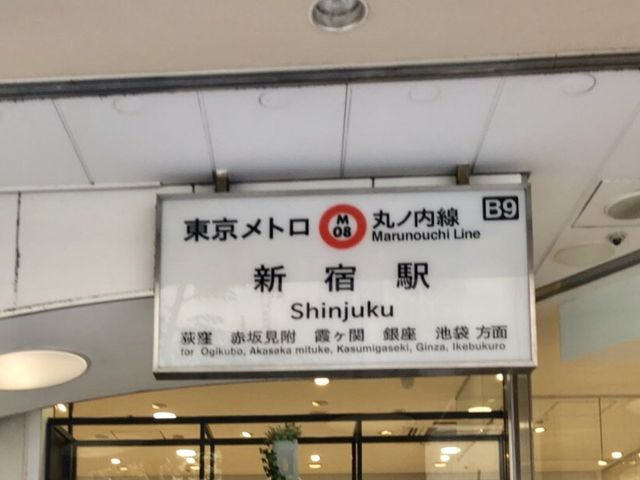 東京メトロ M 08 丸ノ内線 B9
Marunouchi Line
新宿駅
Shinjuku
荻窪 赤坂見附 霞ヶ関 銀座 池袋 方面
for Ogikubo, Akasaka mituke, Kasumigaseki, Ginza, Ikebukuro